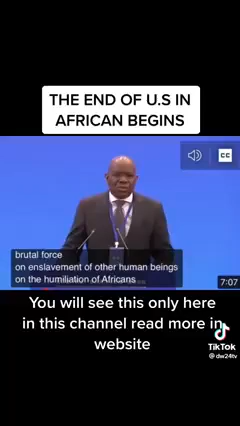 THE END OF U.S IN
AFRICAN BEGINS
CC
brutal force
on enslavement of other human beings
on the humiliation of Africans
7:07
You will see this only here
in this channel read more in
website
TikTok
@dw24tv